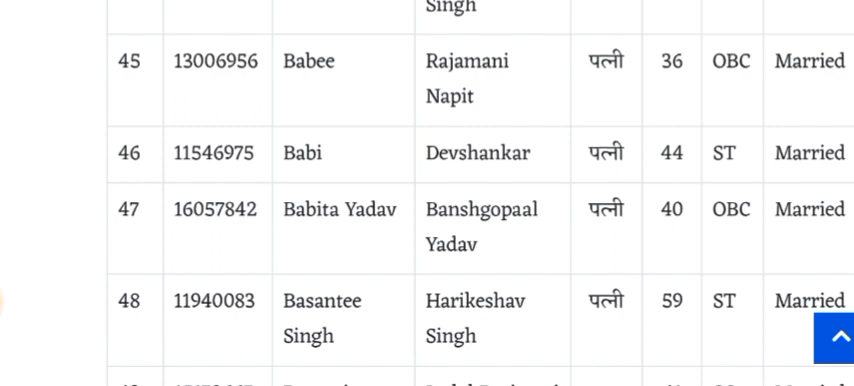 Singh
45 13006956 Babee Rajamani Napit पत्नी 36 OBC Married
46 11546975 Babi Devshankar पत्नी 44 ST Married
47 16057842 Babita Yadav Banshgopaal Yadav पत्नी 40 OBC Married
48 11940083 Basantee Singh Harikeshav Singh पत्नी 59 ST Married